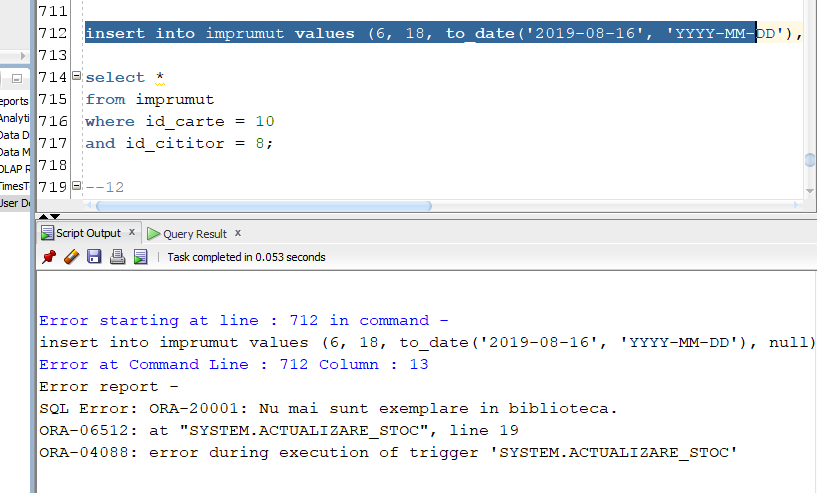 711
712 insert into imprumut values (6, 18, to_date('2019-08-16', 'YYYY-MM-DD'),
713
714 select *
715 from imprumut
716 where id_carte = 10
717 and id_cititor = 8;
718
719 --12
eports
Analyti
Data D
Data M
OLAP R
TimesT
User De
Script Output x Query Result x
Task completed in 0.053 seconds
Error starting at line : 712 in command -
insert into imprumut values (6, 18, to_date('2019-08-16', 'YYYY-MM-DD'), null)
Error at Command Line : 712 Column : 13
Error report -
SQL Error: ORA-20001: Nu mai sunt exemplare in biblioteca.
ORA-06512: at "SYSTEM.ACTUALIZARE_STOC", line 19
ORA-04088: error during execution of trigger 'SYSTEM.ACTUALIZARE_STOC'